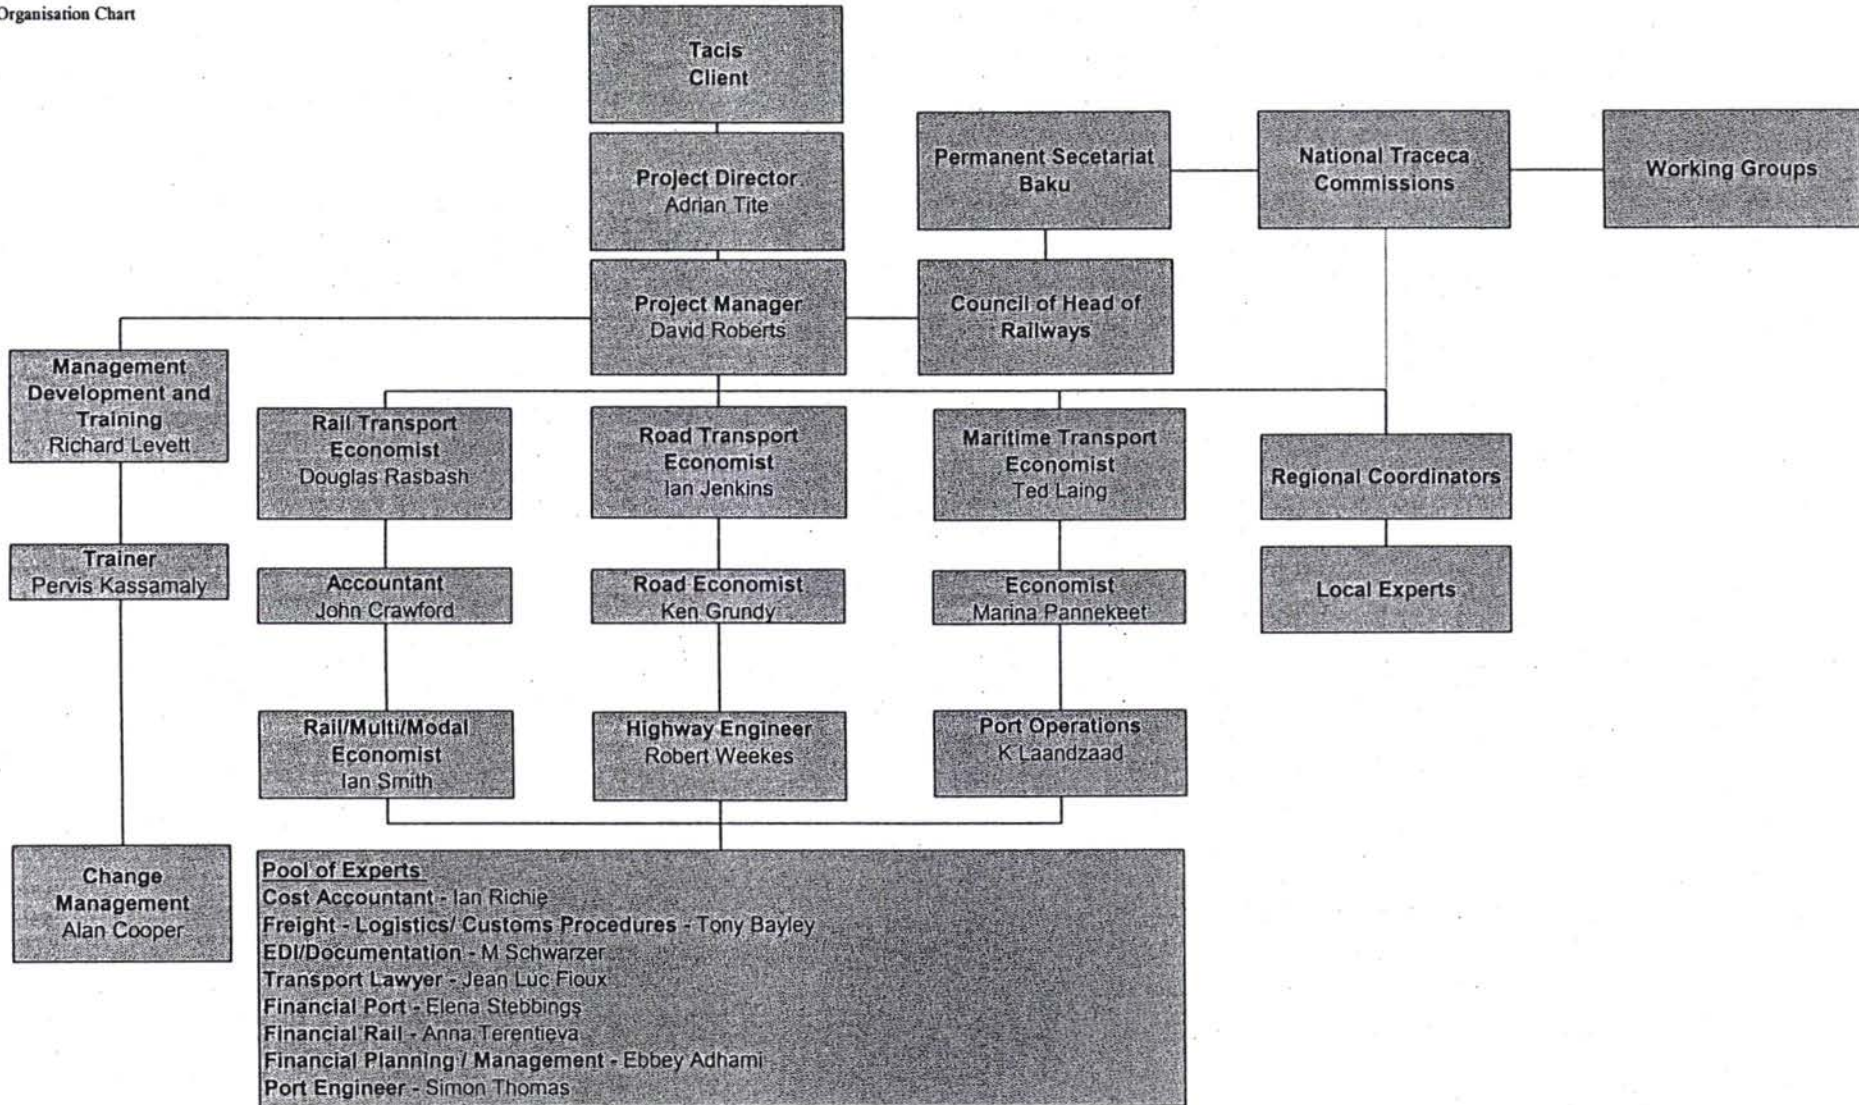 Organisation Chart
Tacis
Client
Project Director
Adrian Tite
Permanent Secetariat
Baku
National Traceca
Commissions
Working Groups
Project Manager
David Roberts
Council of Head of
Railways
Management
Development and
Training
Richard Levett
Rail Transport
Economist
Douglas Rasbash
Road Transport
Economist
Ian Jenkins
Maritime Transport
Economist
Ted Laing
Regional Coordinators
Trainer
Pervis Kassamaly
Accountant
John Crawford
Road Economist
Ken Grundy
Economist
Marina Pannekeet
Local Experts
Rail/Multi/Modal
Economist
Ian Smith
Highway Engineer
Robert Weekes
Port Operations
K Laandzaad
Change
Management
Alan Cooper
Pool of Experts
Cost Accountant - Ian Richie
Freight - Logistics/ Customs Procedures - Tony Bayley
EDI/Documentation - M Schwarzer
Transport Lawyer - Jean Luc Fioux
Financial Port - Elena Stebbings
Financial Rail - Anna Terentieva
Financial Planning / Management - Ebbey Adhami
Port Engineer - Simon Thomas